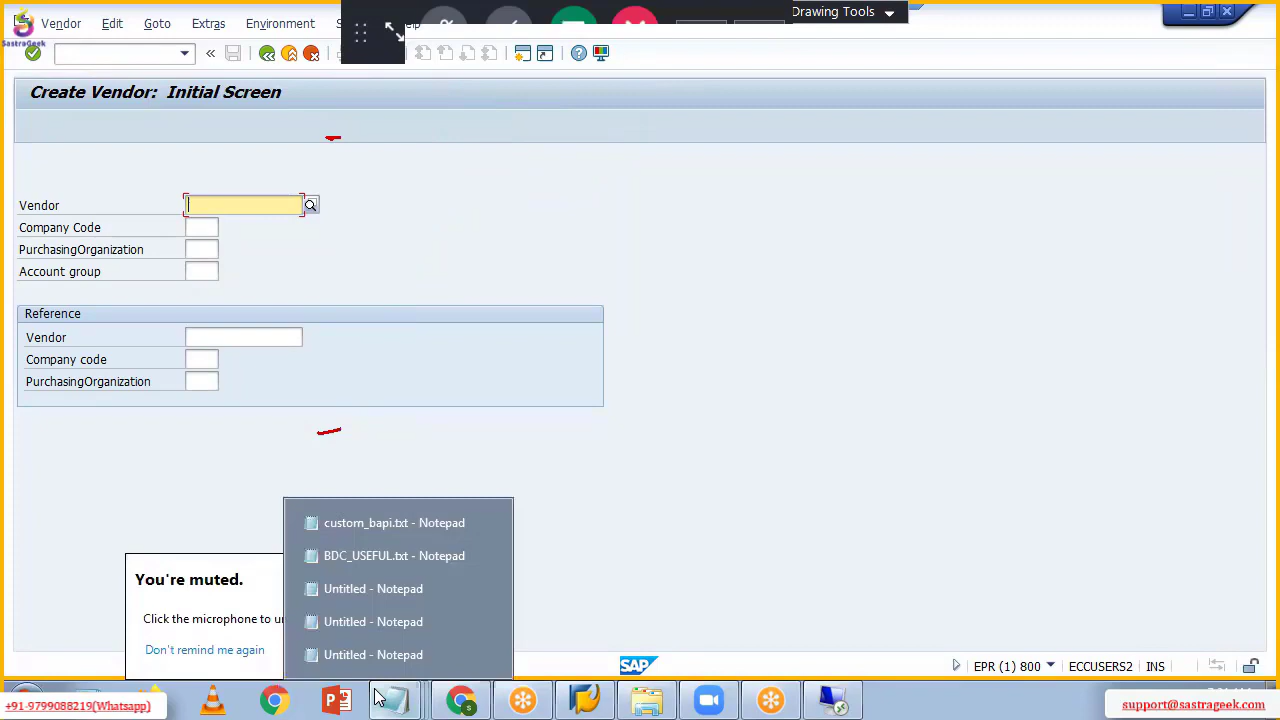 Vendor Edit Goto Extras Environment
Drawing Tools
SastraGeek
Create Vendor: Initial Screen
Vendor
Company Code
PurchasingOrganization
Account group
Reference
Vendor
Company code
PurchasingOrganization
custom_bapi.txt - Notepad
BDC_USEFUL.txt - Notepad
Untitled - Notepad
Untitled - Notepad
Untitled - Notepad
You're muted.
Click the microphone to
Don't remind me again
SAP
EPR (1) 800 ECCUSERS2 INS
+91-9799088219(Whatsapp)
support@sastrageek.com